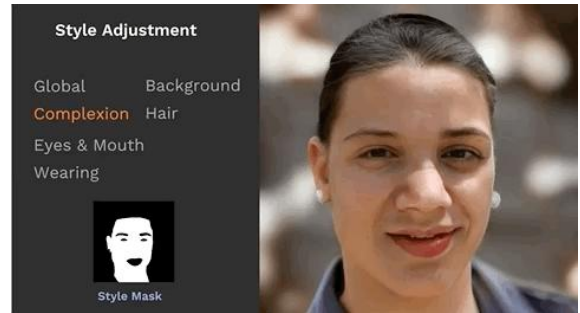 Style Adjustment
Global Background
Complexion Hair
Eyes & Mouth
Wearing
Style Mask